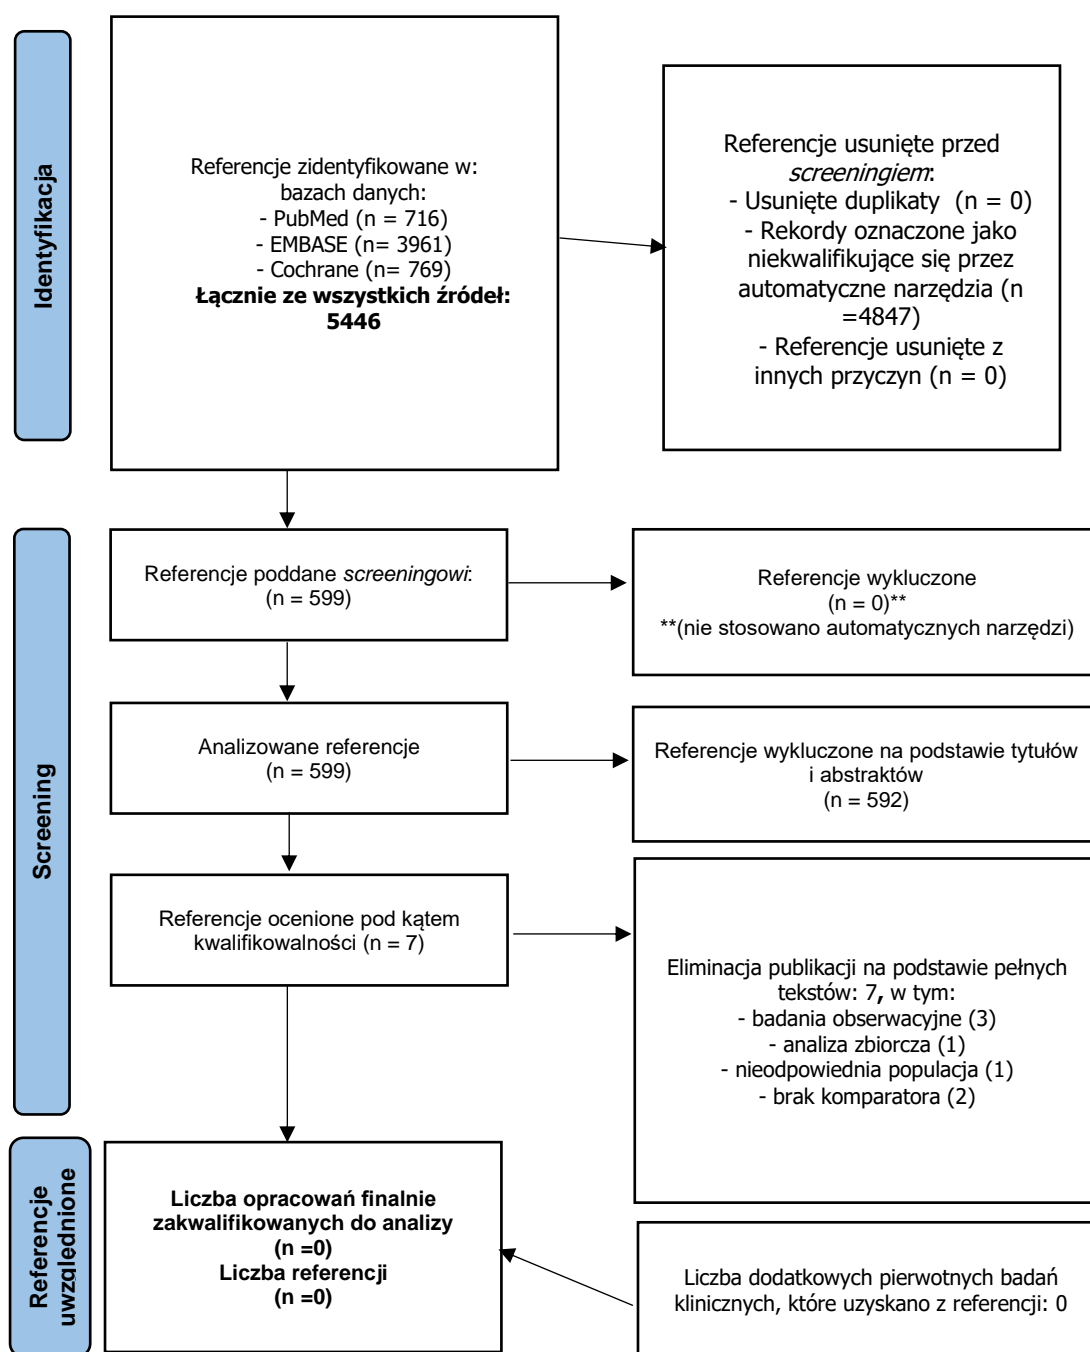 Identyfikacja
Referencje zidentyfikowane w:
bazach danych:
- PubMed (n = 716)
- EMBASE (n= 3961)
- Cochrane (n= 769)
Łącznie ze wszystkich źródeł:
5446
Referencje usunięte przed
screeningiem:
- Usunięte duplikaty (n = 0)
- Rekordy oznaczone jako
niekwalifikujące się przez
automatyczne narzędzia (n
=4847)
- Referencje usunięte z
innych przyczyn (n = 0)
Screening
Referencje poddane screeningowi:
(n = 599)
Referencje wykluczone
(n = 0)**
**(nie stosowano automatycznych narzędzi)
Analizowane referencje
(n = 599)
Referencje wykluczone na podstawie tytułów
i abstraktów
(n = 592)
Referencje ocenione pod kątem
kwalifikowalności (n = 7)
Eliminacja publikacji na podstawie pełnych
tekstów: 7, w tym:
- badania obserwacyjne (3)
- analiza zbiorcza (1)
- nieodpowiednia populacja (1)
- brak komparatora (2)
Referencje
uwzględnione
Liczba opracowań finalnie
zakwalifikowanych do analizy
(n =0)
Liczba referencji
(n =0)
Liczba dodatkowych pierwotnych badań
klinicznych, które uzyskano z referencji: 0